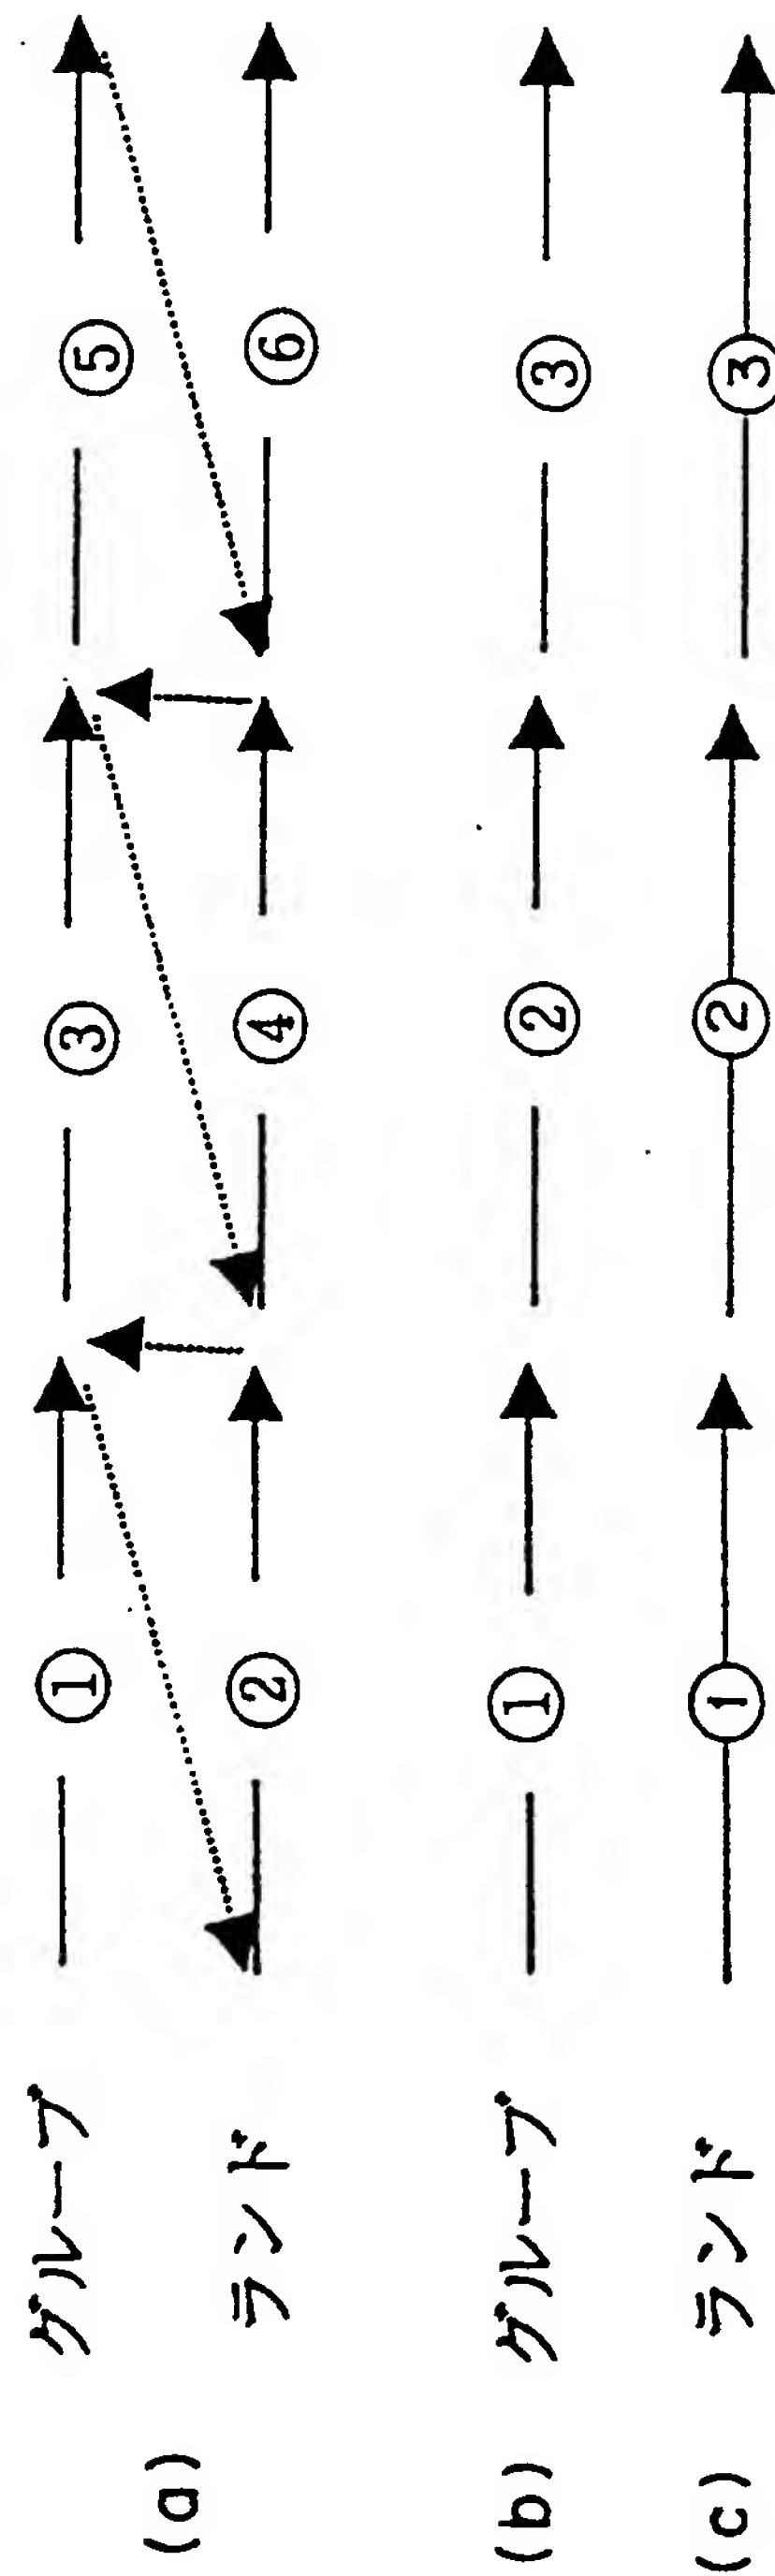 グルーブ ① ③ ⑤
(a)
ランド ② ④ ⑥
(b) グルーブ ① ② ③
(c) ランド ① ② ③